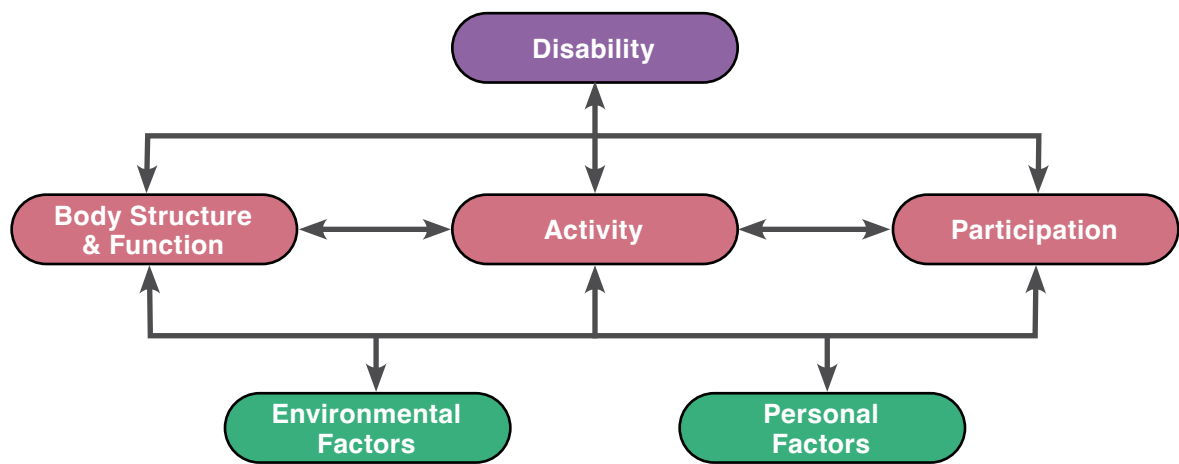 Disability
Body Structure
& Function
Activity
Participation
Environmental
Factors
Personal
Factors